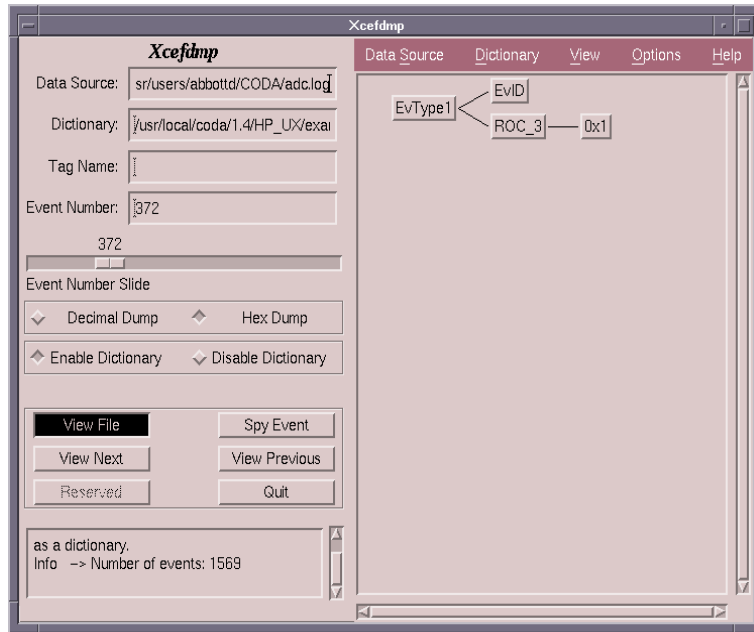 Xcefdmp
Xcefdmp
Data Source: sr/users/abbottd/CODA/adc.log
Dictionary: /usr/local/coda/1.4/HP_UX/exa
Tag Name:
Event Number: 372
372
Event Number Slide
Decimal Dump Hex Dump
Enable Dictionary Disable Dictionary
View File Spy Event
View Next View Previous
Reserved Quit
as a dictionary.
Info -> Number of events: 1569
Data Source Dictionary View Options Help
EvType1
EvID
ROC_3
0x1